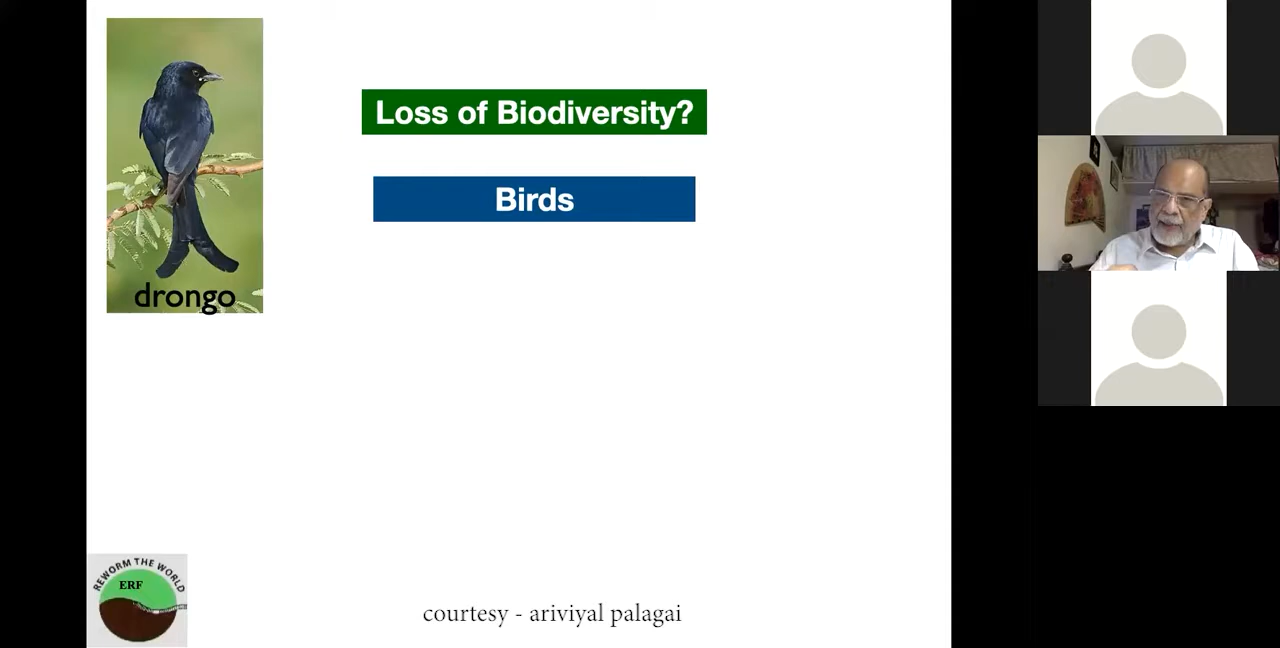 Loss of Biodiversity?
Birds
drongo
REWORM THE WORLD
ERF
courtesy - ariviyal palagai